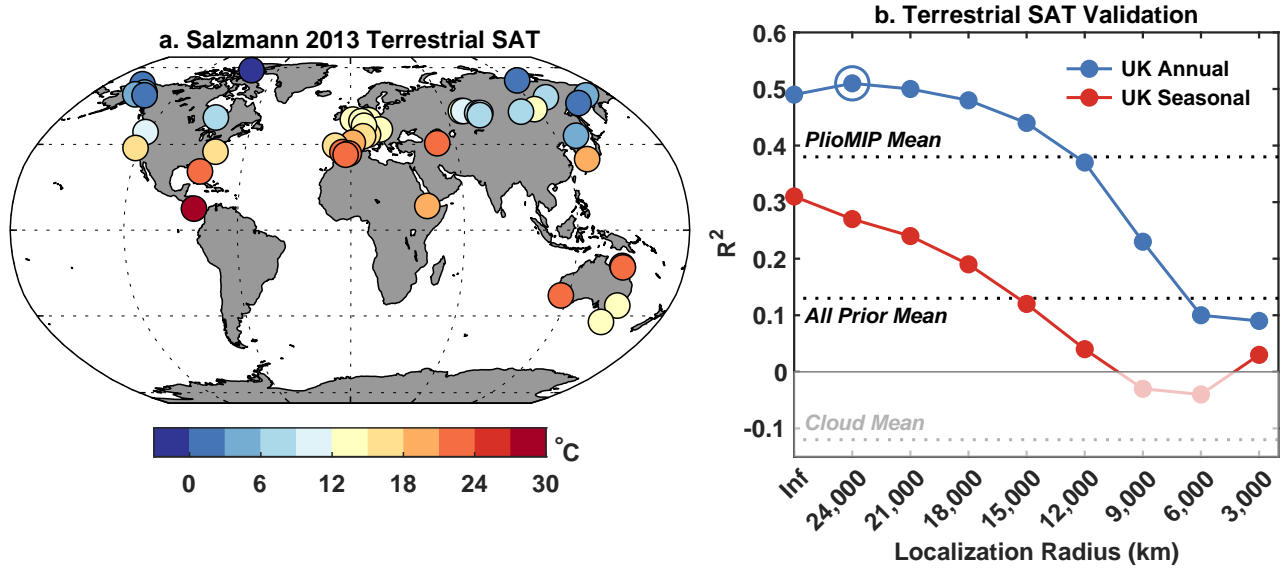 a. Salzmann 2013 Terrestrial SAT
0 6 12 18 24 30
°C
b. Terrestrial SAT Validation
0.6
0.5
0.4
0.3
0.2
0.1
0
-0.1
R²
UK Annual
UK Seasonal
PlioMIP Mean
All Prior Mean
Cloud Mean
Inf 24,000 21,000 18,000 15,000 12,000 9,000 6,000 3,000
Localization Radius (km)